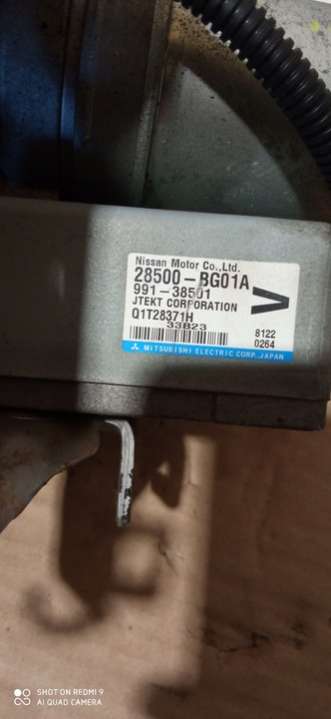 Nissan Motor Co.,Ltd.
28500-BG01A
991-38501
JTEKT CORPORATION
Q1T28371H
33823
V
8122
0264
MITSUBISHI ELECTRIC CORP. JAPAN
SHOT ON REDMI 9
AI QUAD CAMERA